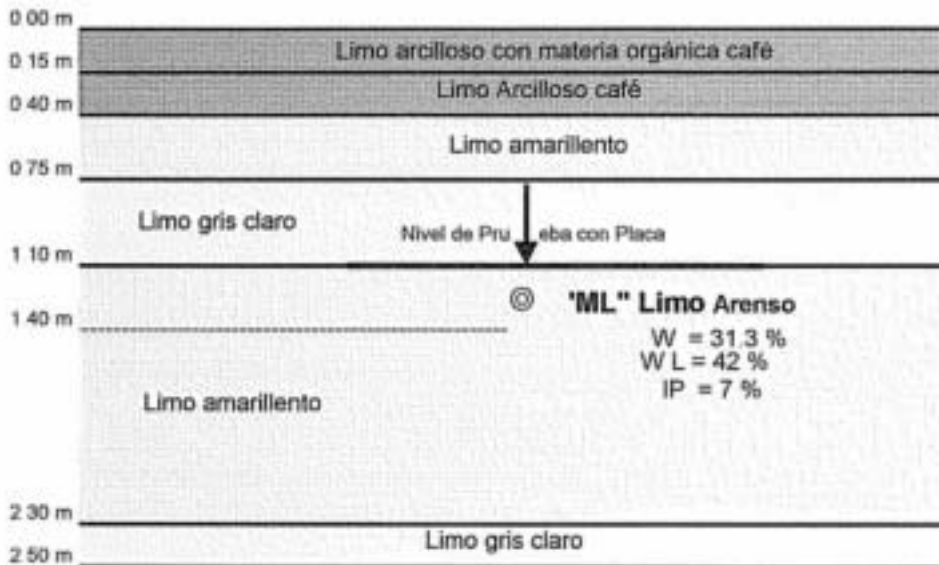 0 00 m
Limo arcilloso con materia orgánica café
0 15 m
Limo Arcilloso café
0 40 m
Limo amarillento
0 75 m
Limo gris claro
Nivel de Pru eba con Placa
1 10 m
'ML" Limo Arenso
1 40 m
W = 31.3 %
W L = 42 %
IP = 7 %
Limo amarillento
2 30 m
Limo gris claro
2 50 m